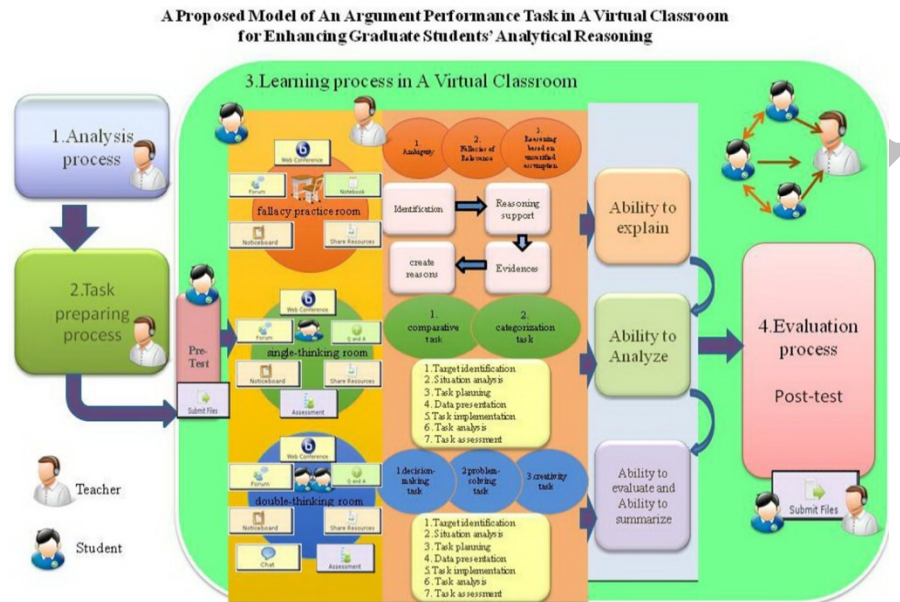 A Proposed Model of An Argument Performance Task in A Virtual Classroom
for Enhancing Graduate Students' Analytical Reasoning
3.Learning process in A Virtual Classroom
1.Analysis
process
2.Task
preparing
process
Pre-
Test
Submit Files
Teacher
Student
Web Conference
Forum
Notebook
fallacy practice room
Noticeboard
Share Resources
1.
Ambiguity
2.
Fallacies of
Relevance
3.
Reasoning
based on
unverified
assumption
Identification
Reasoning
support
create
reasons
Evidences
Web Conference
Forum
Q and A
single-thinking room
Noticeboard
Share Resources
Assessment
1.
comparative
task
2.
categorization
task
1. Target identification
2. Situation analysis
3. Task planning
4. Data presentation
5. Task implementation
6. Task analysis
7. Task assessment
Web Conference
Forum
Q and A
double-thinking room
Noticeboard
Share Resources
Chat
Assessment
1.decision-
making task
2.problem-
solving task
3.creativity
task
1. Target identification
2. Situation analysis
3. Task planning
4. Data presentation
5. Task implementation
6. Task analysis
7. Task assessment
Ability to
explain
Ability to
Analyze
Ability to
evaluate and
Ability to
summarize
4.Evaluation
process
Post-test
Submit Files